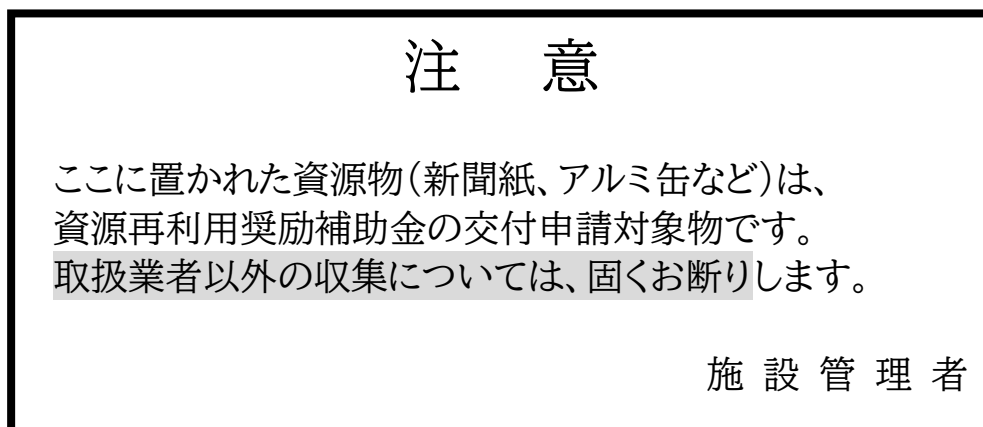 注　意
ここに置かれた資源物（新聞紙、アルミ缶など）は、
資源再利用奨励補助金の交付申請対象物です。
取扱業者以外の収集については、固くお断りします。
施 設 管 理 者